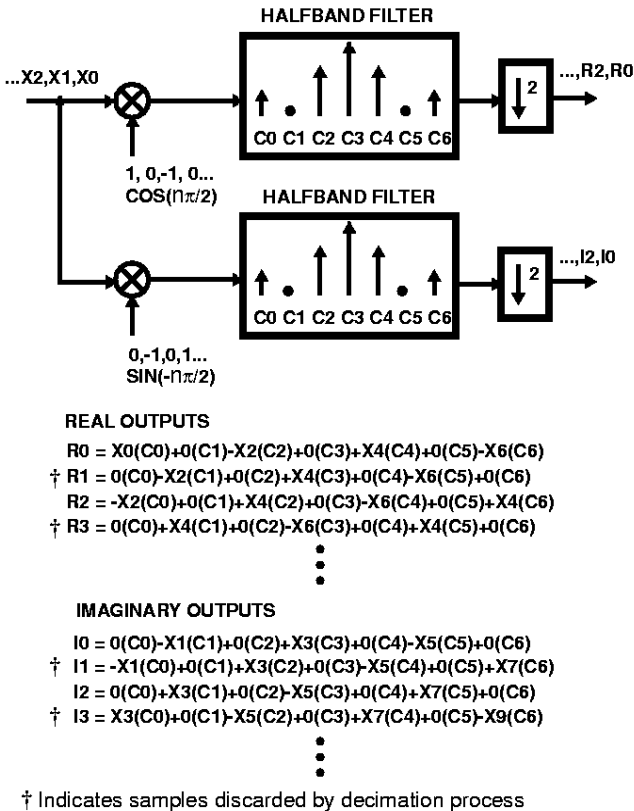 HALFBAND FILTER
...X2,X1,X0
2
...,R2,R0
C0 C1 C2 C3 C4 C5 C6
1, 0,-1, 0...
COS(nπ/2)
HALFBAND FILTER
2
...,I2,I0
C0 C1 C2 C3 C4 C5 C6
0,-1,0,1...
SIN(-nπ/2)
REAL OUTPUTS
R0 = X0(C0)+0(C1)-X2(C2)+0(C3)+X4(C4)+0(C5)-X6(C6)
† R1 = 0(C0)-X2(C1)+0(C2)+X4(C3)+0(C4)-X6(C5)+0(C6)
R2 = -X2(C0)+0(C1)+X4(C2)+0(C3)-X6(C4)+0(C5)+X4(C6)
† R3 = 0(C0)+X4(C1)+0(C2)-X6(C3)+0(C4)+X4(C5)+0(C6)
IMAGINARY OUTPUTS
I0 = 0(C0)-X1(C1)+0(C2)+X3(C3)+0(C4)-X5(C5)+0(C6)
† I1 = -X1(C0)+0(C1)+X3(C2)+0(C3)-X5(C4)+0(C5)+X7(C6)
I2 = 0(C0)+X3(C1)+0(C2)-X5(C3)+0(C4)+X7(C5)+0(C6)
† I3 = X3(C0)+0(C1)-X5(C2)+0(C3)+X7(C4)+0(C5)-X9(C6)
† Indicates samples discarded by decimation process